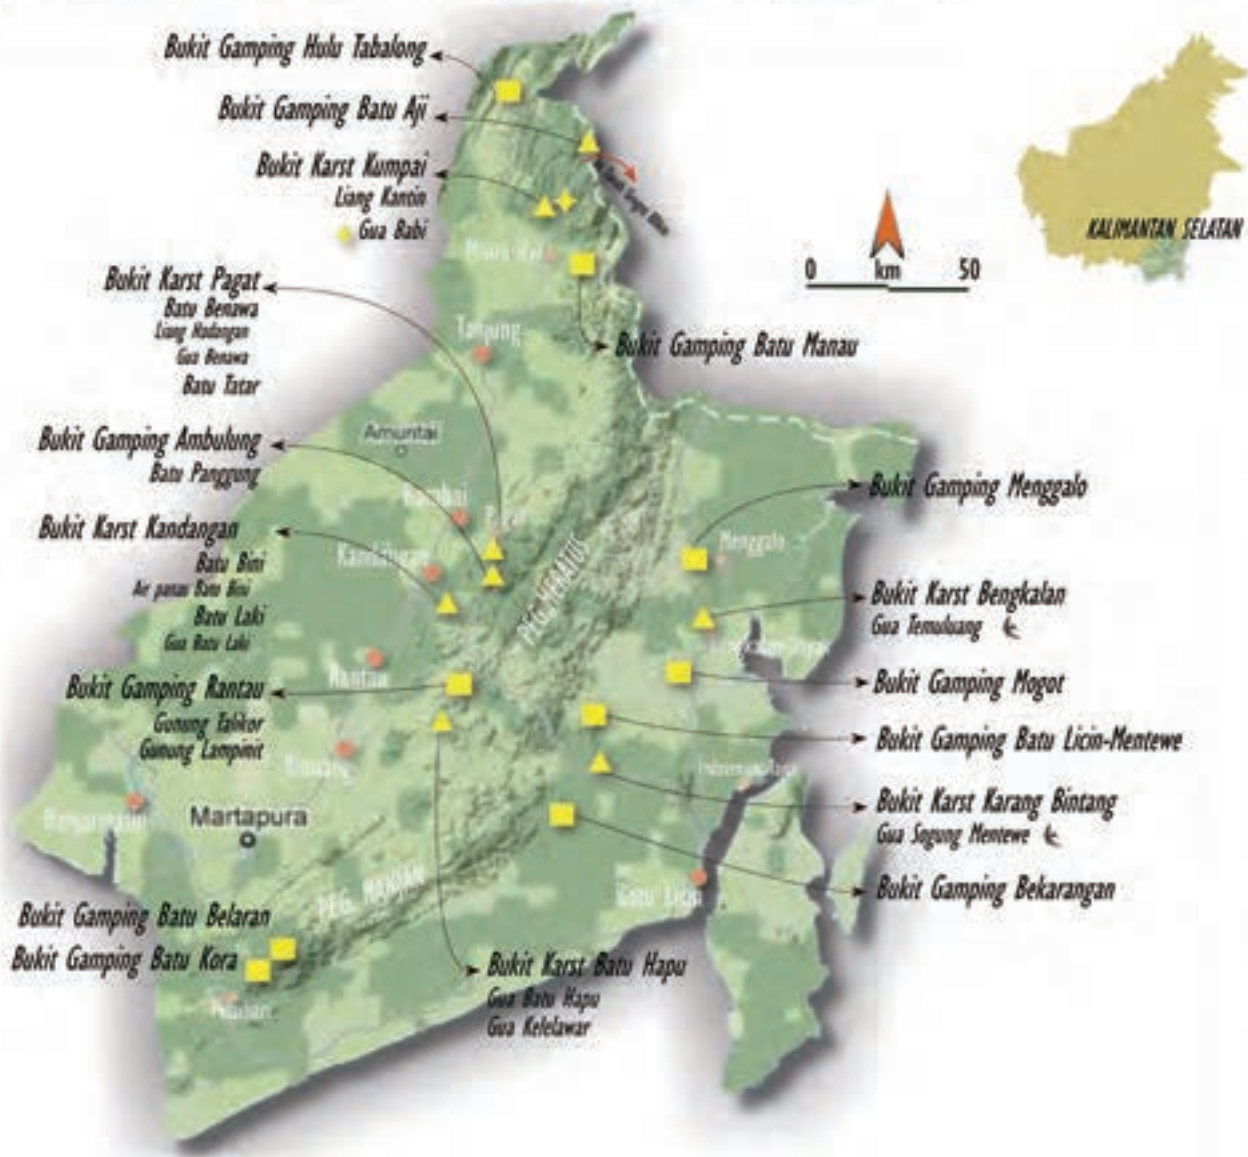 Bukit Gamping Hulu Tabalong
Bukit Gamping Batu Aji
Bukit Karst Kumpai
Liang Kantin
Gua Babi
KALIMANTAN SELATAN
0 km 50
Bukit Karst Pagat
Batu Benawa
Liang Hadangan
Gua Benawa
Batu Tatar
Tanjung
Bukit Gamping Batu Manau
Bukit Gamping Ambulung
Batu Panggung
Amuntai
Bukit Karst Kandangan
Batu Bini
Air panas Batu Bini
Batu Laki
Gua Batu Laki
Kandangan
PEG. MERATUS
Bukit Gamping Menggalo
Menggalo
Bukit Karst Bengkalan
Gua Temuluang
Bukit Gamping Rantau
Gunung Talikor
Gunung Lampinit
Rantau
Bukit Gamping Mogot
Bukit Gamping Batu Licin-Mentewe
Bukit Karst Karang Bintang
Gua Sogung Mentewe
Martapura
Bukit Gamping Bekarangan
PEG. MANJAN
Batu Licin
Bukit Gamping Batu Belaran
Bukit Gamping Batu Kora
Bukit Karst Batu Hapu
Gua Batu Hapu
Gua Kelelawar